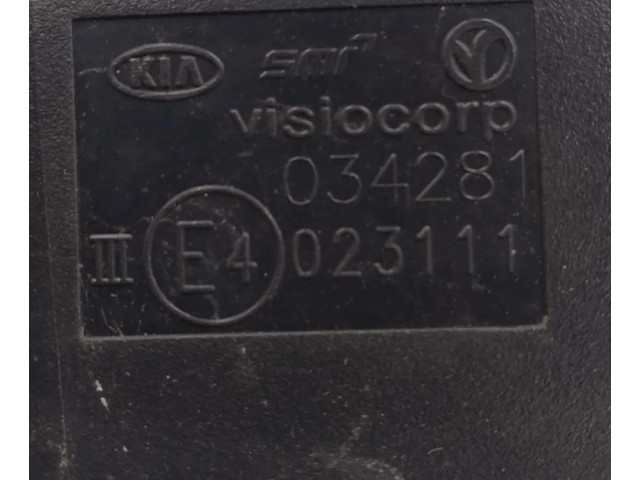 KIA SMR
visiocorp
034281
III E4 023111